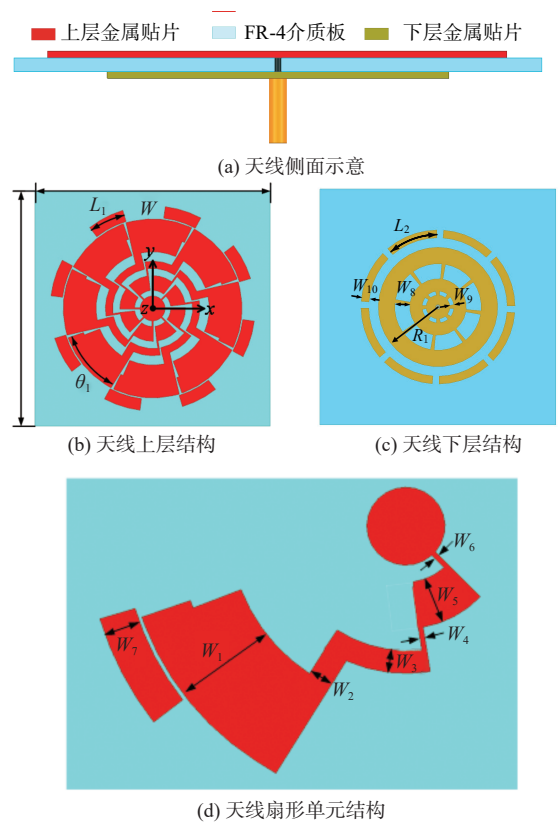 上层金属贴片 FR-4介质板 下层金属贴片
(a) 天线侧面示意
L1 W
y
z x
θ1
(b) 天线上层结构
L2
W10 W8 W9
R1
(c) 天线下层结构
W6
W5
W4
W7 W1 W3
W2
(d) 天线扇形单元结构